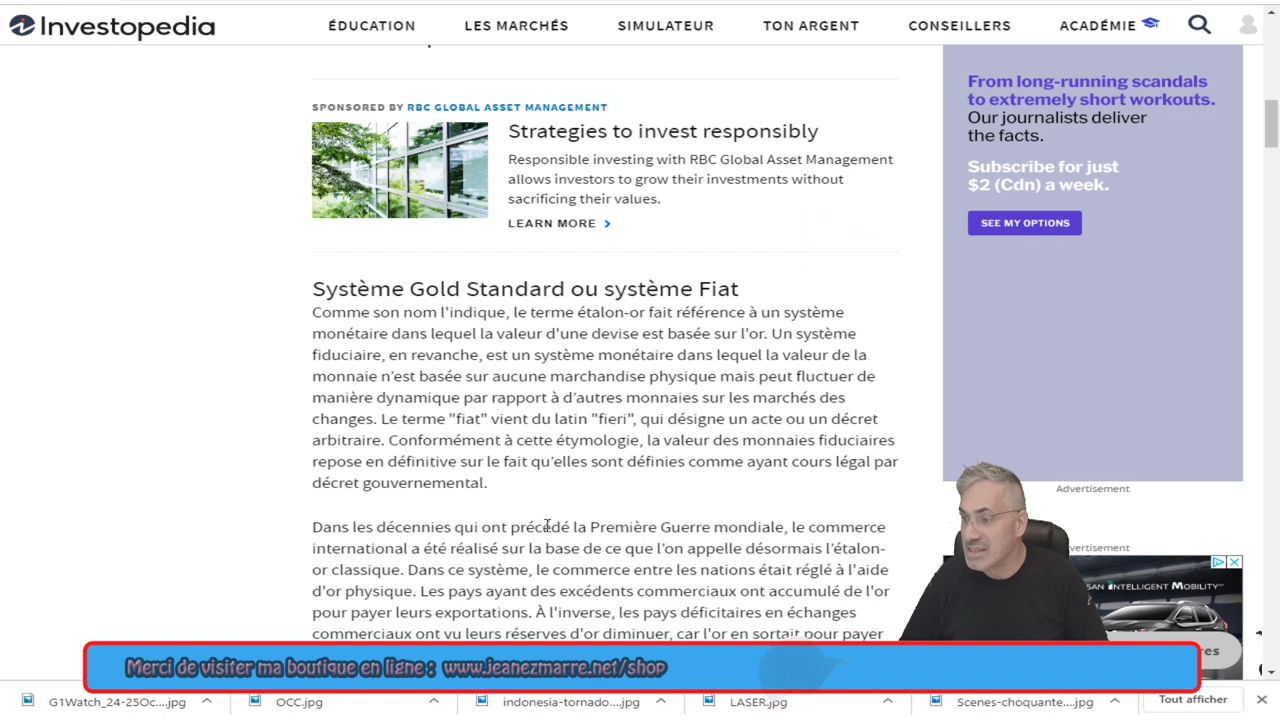 Investopedia
ÉDUCATION
LES MARCHÉS
SIMULATEUR
TON ARGENT
CONSEILLERS
ACADÉMIE
SPONSORED BY RBC GLOBAL ASSET MANAGEMENT
Strategies to invest responsibly
Responsible investing with RBC Global Asset Management
allows investors to grow their investments without
sacrificing their values.
LEARN MORE >
Système Gold Standard ou système Fiat
Comme son nom l'indique, le terme étalon-or fait référence à un système
monétaire dans lequel la valeur d'une devise est basée sur l'or. Un système
fiduciaire, en revanche, est un système monétaire dans lequel la valeur de la
monnaie n’est basée sur aucune marchandise physique mais peut fluctuer de
manière dynamique par rapport à d’autres monnaies sur les marchés des
changes. Le terme "fiat" vient du latin "fieri", qui désigne un acte ou un décret
arbitraire. Conformément à cette étymologie, la valeur des monnaies fiduciaires
repose en définitive sur le fait qu’elles sont définies comme ayant cours légal par
décret gouvernemental.
Dans les décennies qui ont précédé la Première Guerre mondiale, le commerce
international a été réalisé sur la base de ce que l’on appelle désormais l’étalon-
or classique. Dans ce système, le commerce entre les nations était réglé à l'aide
d'or physique. Les pays ayant des excédents commerciaux ont accumulé de l'or
pour payer leurs exportations. À l'inverse, les pays déficitaires en échanges
commerciaux ont vu leurs réserves d'or diminuer, car l'or en sortait pour payer
From long-running scandals
to extremely short workouts.
Our journalists deliver
the facts.
Subscribe for just
$2 (Cdn) a week.
SEE MY OPTIONS
Advertisement
INTELLIGENT MOBILITY
Merci de visiter ma boutique en ligne : www.jeanezmarre.net/shop
G1Watch_24-25Oc....jpg
OCC.jpg
indonesia-tornado....jpg
LASER.jpg
Scenes-choquante....jpg
Tout afficher